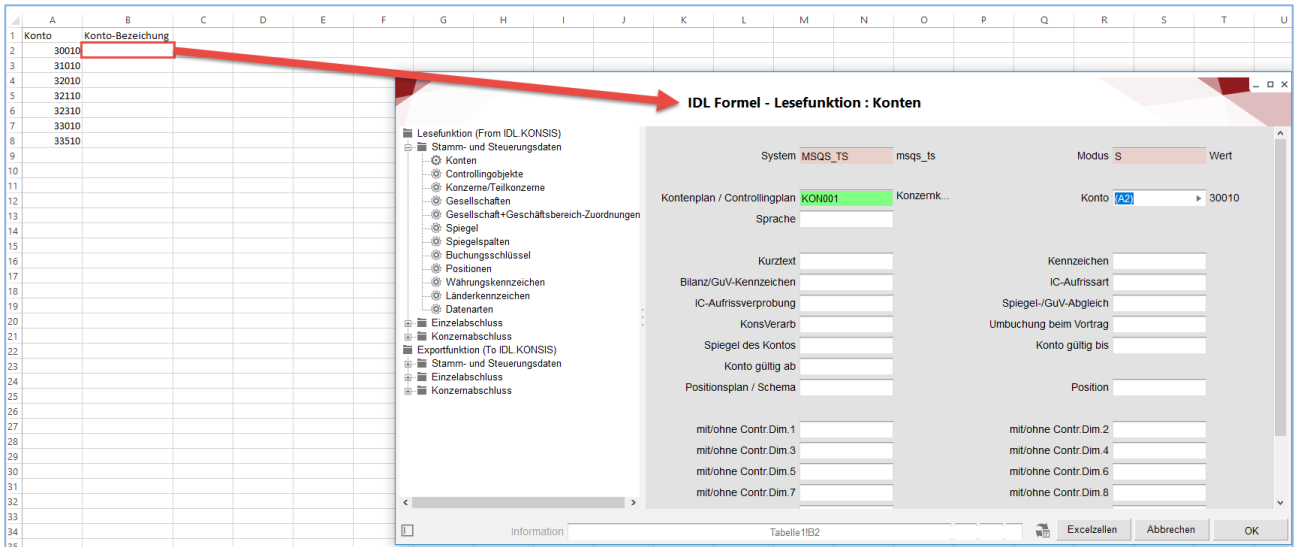 A B C D E F G H I J K L M N O P Q R S T U
1 Konto Konto-Bezeichung
2 30010
3 31010
4 32010
5 32110
6 32310
7 33010
8 33510
9
10
11
12
13
14
15
16
17
18
19
20
21
22
23
24
25
26
27
28
29
30
31
32
33
34
35
IDL Formel - Lesefunktion : Konten
Lesefunktion (From IDL.KONSIS)
Stamm- und Steuerungsdaten
Konten
Controllingobjekte
Konzerne/Teilkonzerne
Gesellschaften
Gesellschaft+Geschäftsbereich-Zuordnungen
Spiegel
Spiegelspalten
Buchungsschlüssel
Positionen
Währungskennzeichen
Länderkennzeichen
Datenarten
Einzelabschluss
Konzernabschluss
Exportfunktion (To IDL.KONSIS)
Stamm- und Steuerungsdaten
Einzelabschluss
Konzernabschluss
System MSQS_TS msqs_ts Modus S Wert
Kontenplan / Controllingplan KON001 Konzernk... Konto (A2) 30010
Sprache
Kurztext Kennzeichen
Bilanz/GuV-Kennzeichen IC-Aufrissart
IC-Aufrissverprobung Spiegel-/GuV-Abgleich
KonsVerarb Umbuchung beim Vortrag
Spiegel des Kontos Konto gültig bis
Konto gültig ab
Positionsplan / Schema Position
mit/ohne Contr.Dim.1 mit/ohne Contr.Dim.2
mit/ohne Contr.Dim.3 mit/ohne Contr.Dim.4
mit/ohne Contr.Dim.5 mit/ohne Contr.Dim.6
mit/ohne Contr.Dim.7 mit/ohne Contr.Dim.8
Information Tabelle1!B2 Excelzellen Abbrechen OK